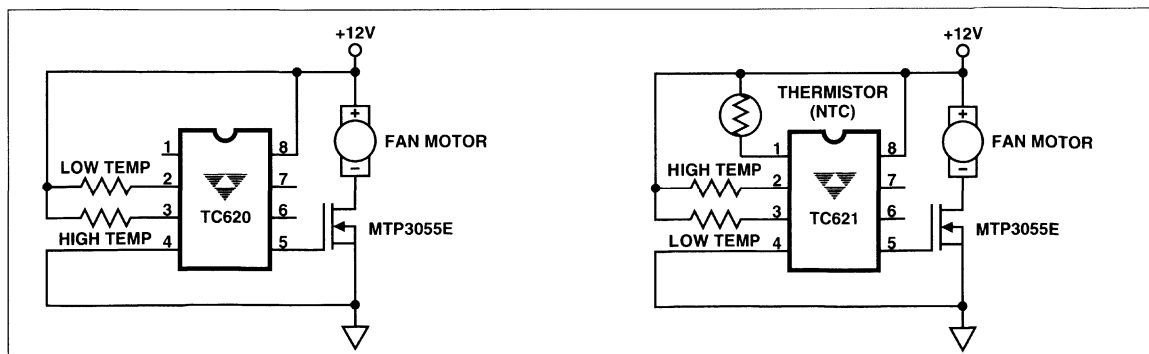 +12V
FAN MOTOR
1
8
LOW TEMP
2
7
TC620
3
6
HIGH TEMP
4
5
MTP3055E
+12V
THERMISTOR
(NTC)
FAN MOTOR
1
8
HIGH TEMP
2
7
TC621
3
6
LOW TEMP
4
5
MTP3055E